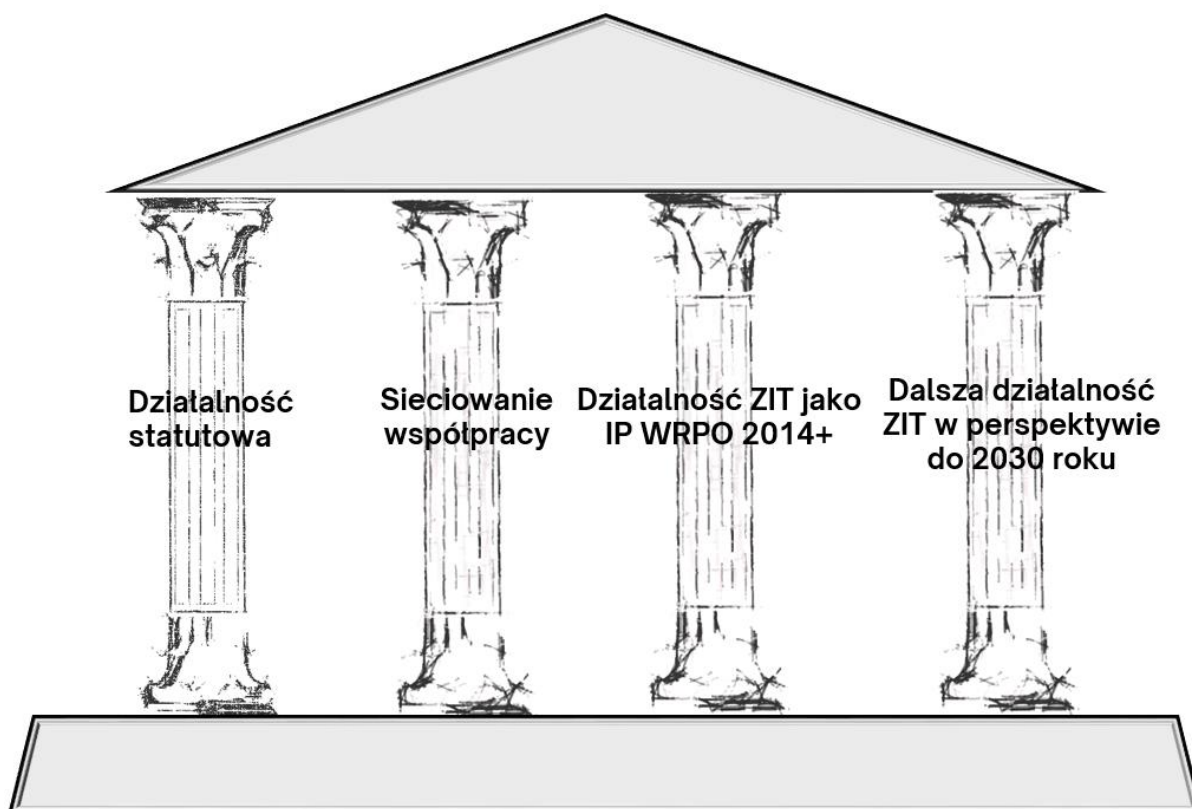 Działalność
statutowa
Sieciowanie
współpracy
Działalność ZIT jako
IP WRPO 2014+
Dalsza działalność
ZIT w perspektywie
do 2030 roku